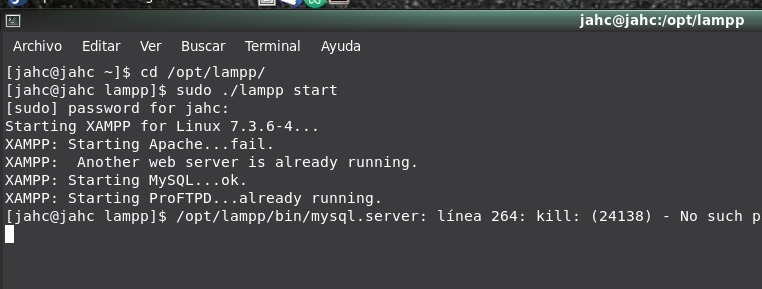 jahc@jahc:/opt/lampp
Archivo Editar Ver Buscar Terminal Ayuda
[jahc@jahc ~]$ cd /opt/lampp/
[jahc@jahc lampp]$ sudo ./lampp start
[sudo] password for jahc:
Starting XAMPP for Linux 7.3.6-4...
XAMPP: Starting Apache...fail.
XAMPP:  Another web server is already running.
XAMPP: Starting MySQL...ok.
XAMPP: Starting ProFTPD...already running.
[jahc@jahc lampp]$ /opt/lampp/bin/mysql.server: línea 264: kill: (24138) - No such p